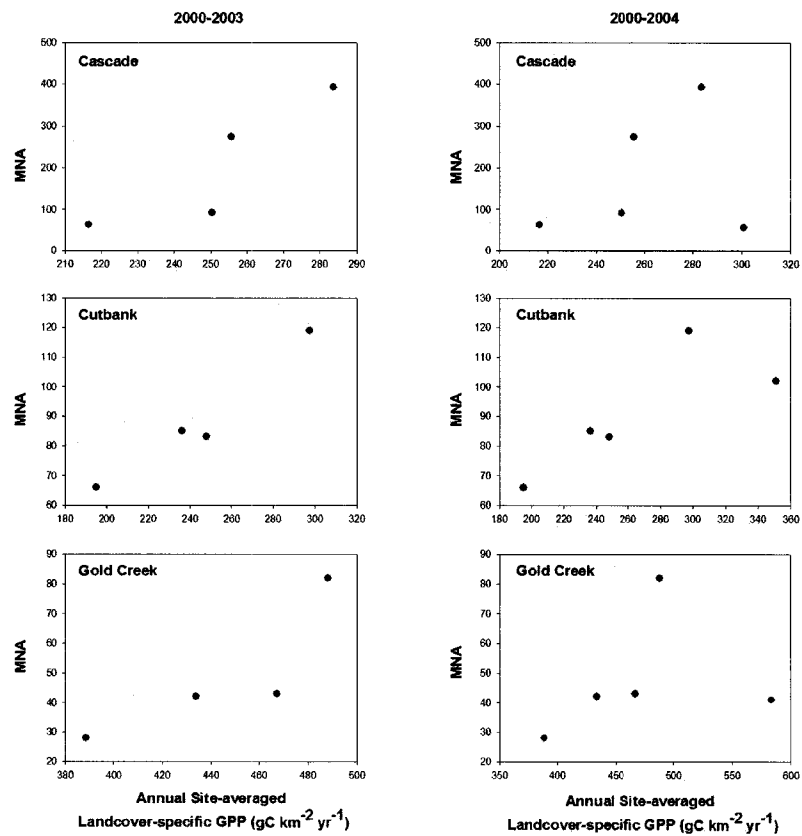 2000-2003
2000-2004
Cascade
MNA
500
400
300
200
100
0
210 220 230 240 250 260 270 280 290
Cascade
MNA
500
400
300
200
100
0
200 220 240 260 280 300 320
Cutbank
MNA
130
120
110
100
90
80
70
60
180 200 220 240 260 280 300 320
Cutbank
MNA
130
120
110
100
90
80
70
60
180 200 220 240 260 280 300 320 340 360
Gold Creek
MNA
90
80
70
60
50
40
30
20
380 400 420 440 460 480 500
Gold Creek
MNA
90
80
70
60
50
40
30
20
350 400 450 500 550 600
Annual Site-averaged
Landcover-specific GPP (gC km⁻² yr⁻¹)
Annual Site-averaged
Landcover-specific GPP (gC km⁻² yr⁻¹)